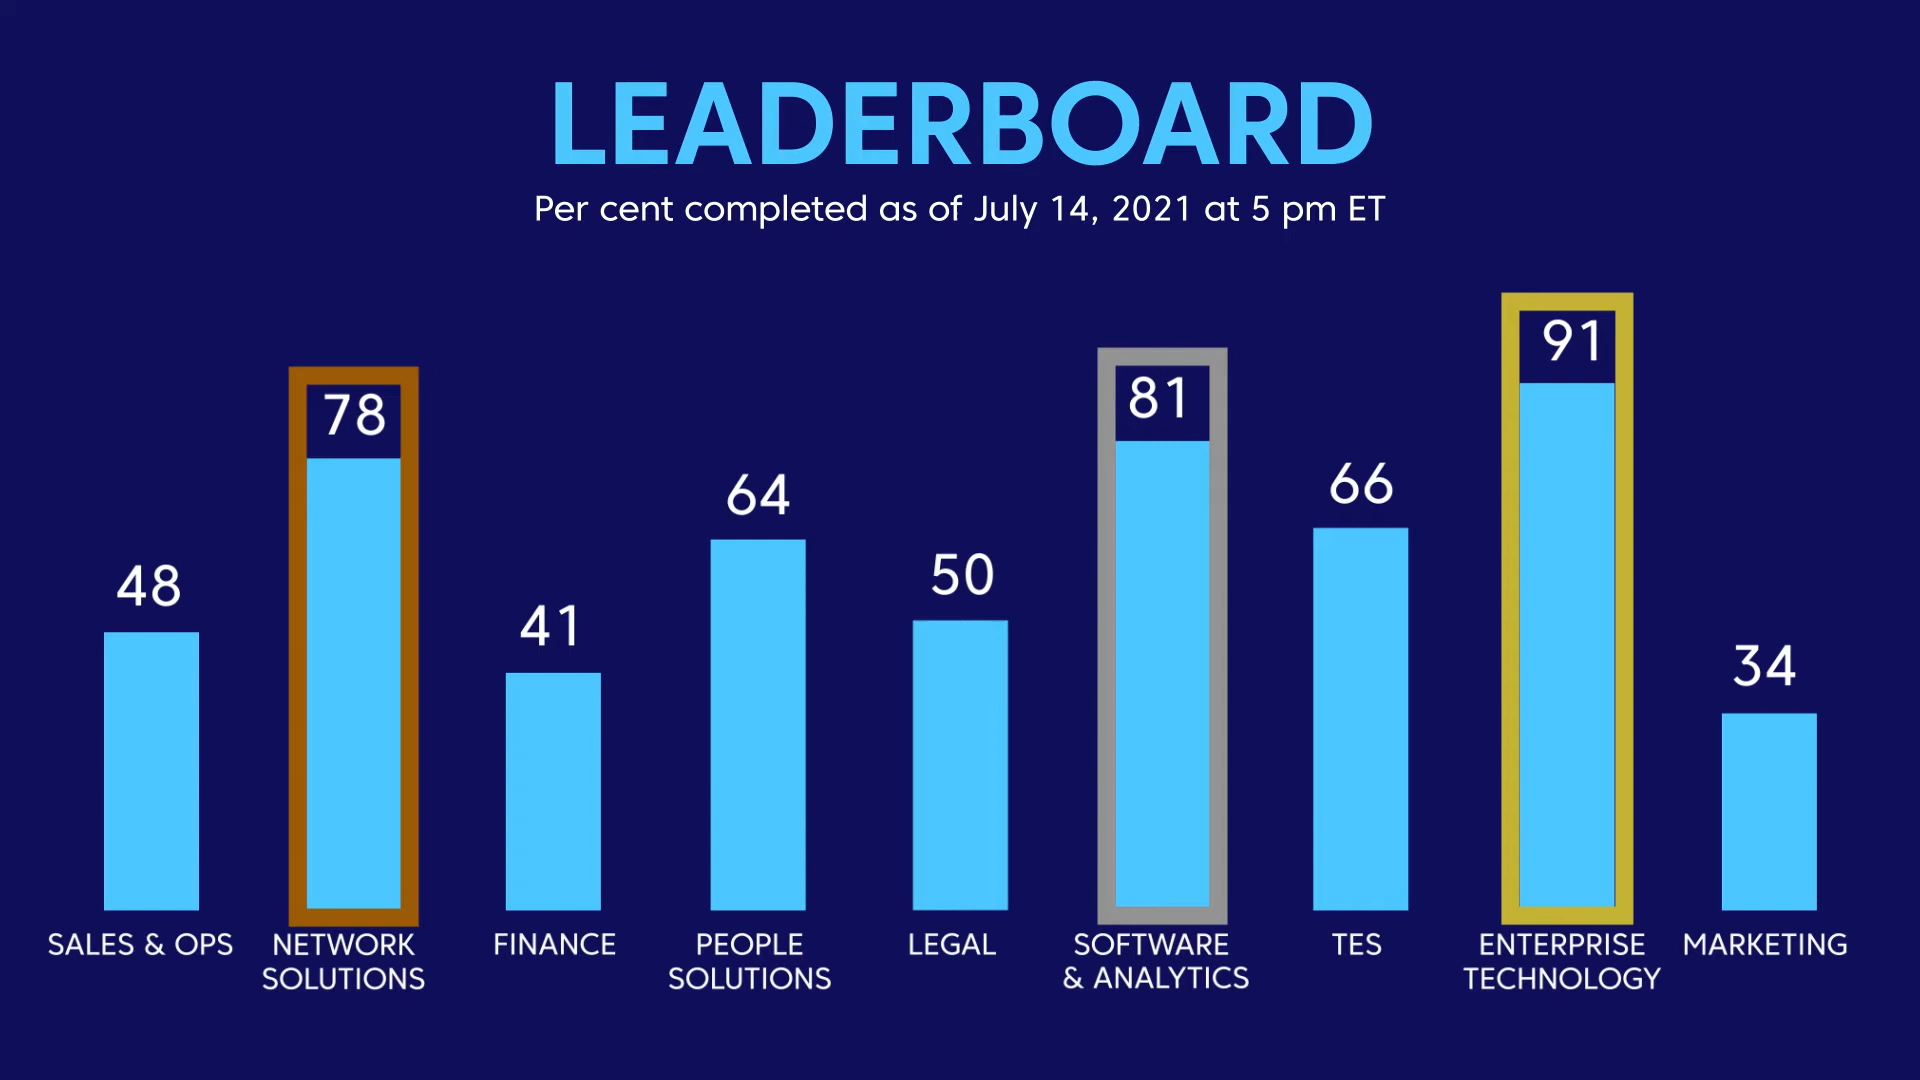 LEADERBOARD
Per cent completed as of July 14, 2021 at 5 pm ET
48
78
41
64
50
81
66
91
34
SALES & OPS
NETWORK
SOLUTIONS
FINANCE
PEOPLE
SOLUTIONS
LEGAL
SOFTWARE
& ANALYTICS
TES
ENTERPRISE
TECHNOLOGY
MARKETING